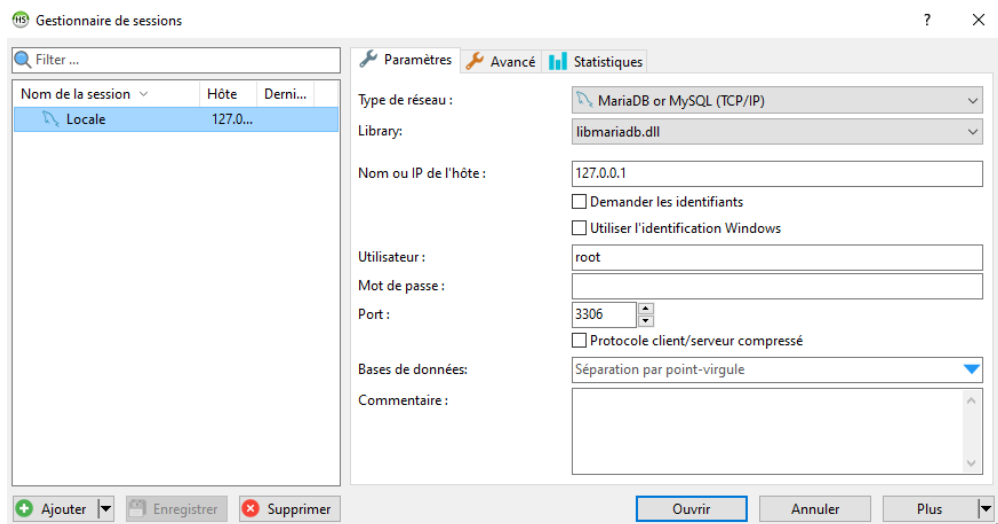 HS Gestionnaire de sessions ?
Filter ...
Nom de la session Hôte Derni...
Locale 127.0...
Ajouter Enregistrer Supprimer
Paramètres Avancé Statistiques
Type de réseau : MariaDB or MySQL (TCP/IP)
Library: libmariadb.dll
Nom ou IP de l'hôte : 127.0.0.1
Demander les identifiants
Utiliser l'identification Windows
Utilisateur : root
Mot de passe :
Port : 3306
Protocole client/serveur compressé
Bases de données: Séparation par point-virgule
Commentaire :
Ouvrir Annuler Plus